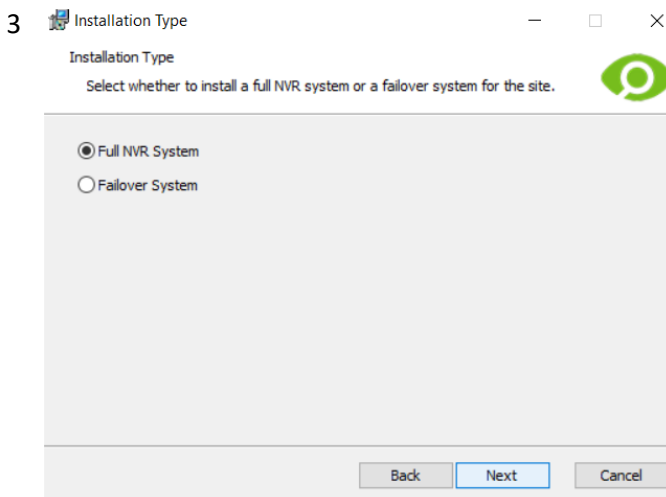 3
Installation Type
Installation Type
Select whether to install a full NVR system or a failover system for the site.
Full NVR System
Failover System
Back Next Cancel